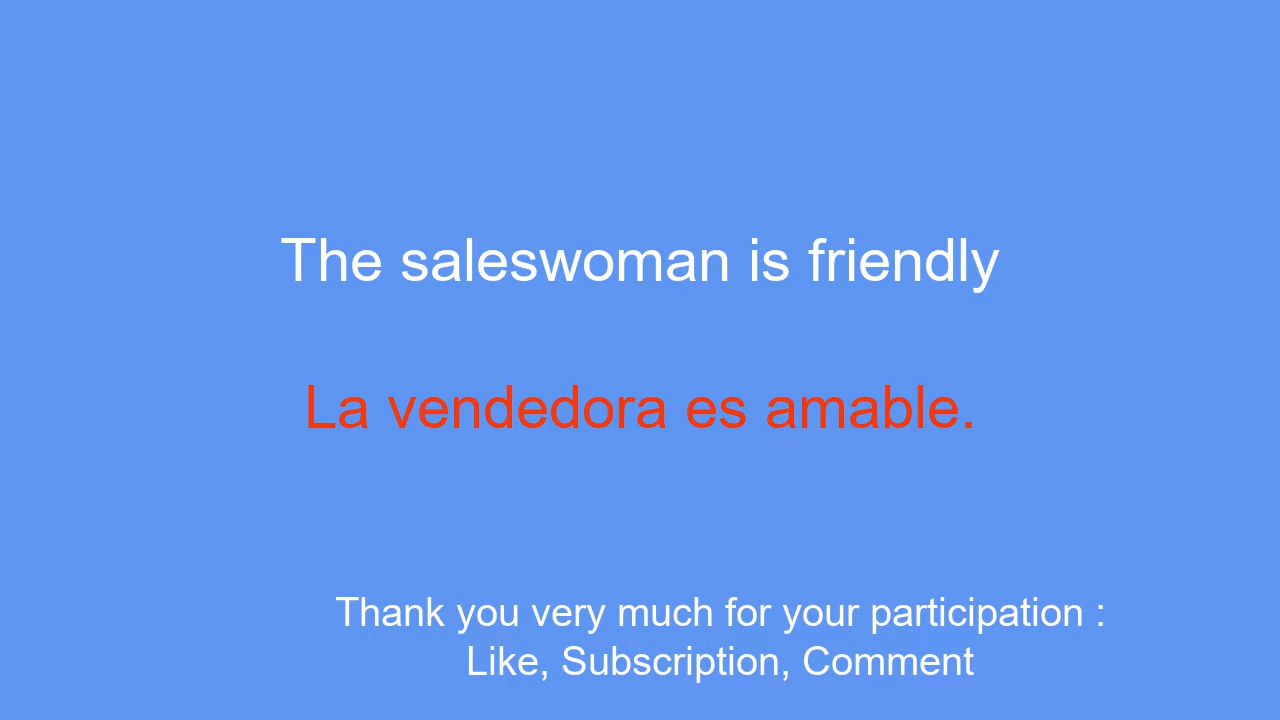 The saleswoman is friendly
La vendedora es amable.
Thank you very much for your participation :
Like, Subscription, Comment